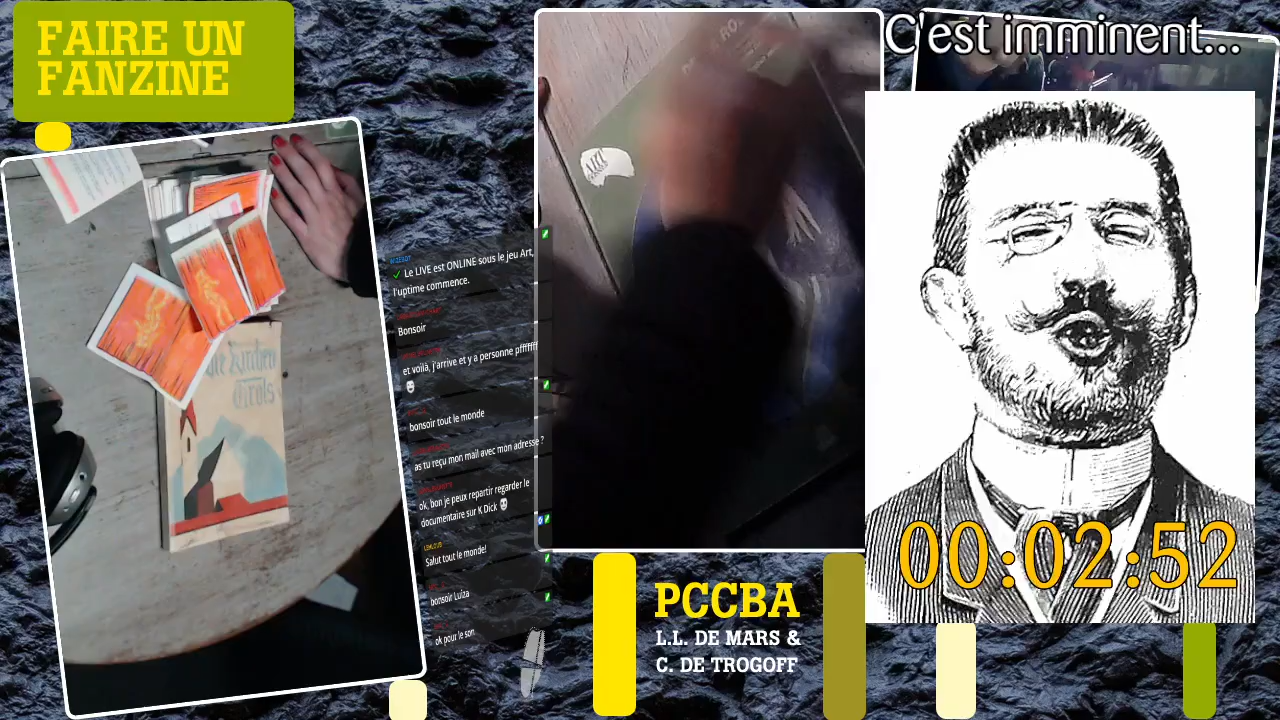 FAIRE UN
FANZINE
C'est imminent...
Le LIVE est ONLINE sous le jeu Art,
l'uptime commence.
Bonsoir
et voilà, j'arrive et y a personne pffffff
bonsoir tout le monde
as tu reçu mon mail avec mon adresse ?
ok, bon je peux repartir regarder le
documentaire sur K Dick
Salut tout le monde!
bonsoir Luiza
ok pour le son
Tirols
00:02:52
PCCBA
L.L. DE MARS &
C. DE TROGOFF